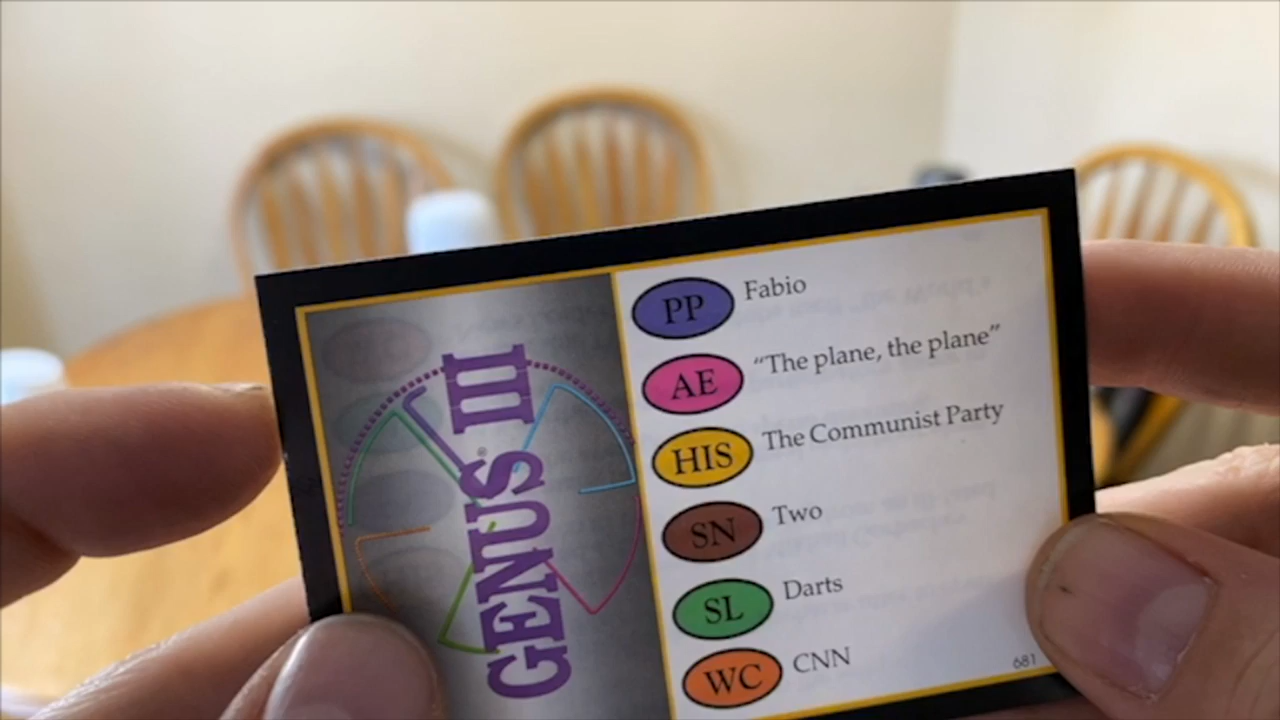 GENUS® III
PP Fabio
AE "The plane, the plane"
HIS The Communist Party
SN Two
SL Darts
WC CNN
681